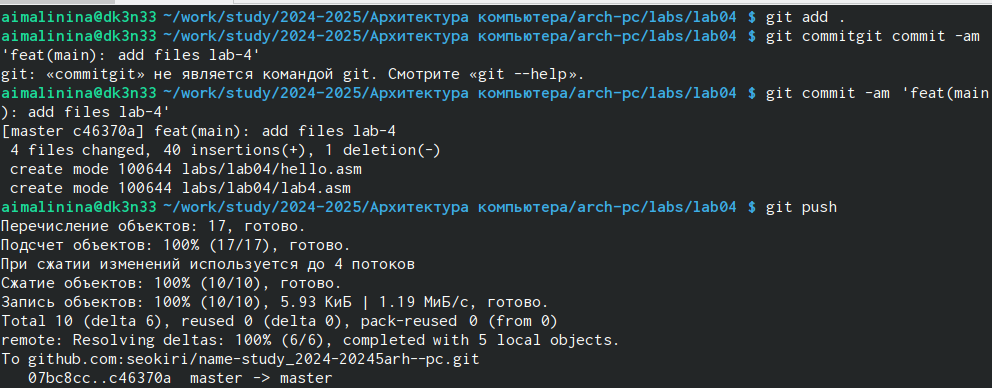 aimalinina@dk3n33 ~/work/study/2024-2025/Архитектура компьютера/arch-pc/labs/lab04 $ git add .
aimalinina@dk3n33 ~/work/study/2024-2025/Архитектура компьютера/arch-pc/labs/lab04 $ git commitgit commit -am
'feat(main): add files lab-4'
git: «commitgit» не является командой git. Смотрите «git --help».
aimalinina@dk3n33 ~/work/study/2024-2025/Архитектура компьютера/arch-pc/labs/lab04 $ git commit -am 'feat(main
): add files lab-4'
[master c46370a] feat(main): add files lab-4
 4 files changed, 40 insertions(+), 1 deletion(-)
 create mode 100644 labs/lab04/hello.asm
 create mode 100644 labs/lab04/lab4.asm
aimalinina@dk3n33 ~/work/study/2024-2025/Архитектура компьютера/arch-pc/labs/lab04 $ git push
Перечисление объектов: 17, готово.
Подсчет объектов: 100% (17/17), готово.
При сжатии изменений используется до 4 потоков
Сжатие объектов: 100% (10/10), готово.
Запись объектов: 100% (10/10), 5.93 КиБ | 1.19 МиБ/с, готово.
Total 10 (delta 6), reused 0 (delta 0), pack-reused 0 (from 0)
remote: Resolving deltas: 100% (6/6), completed with 5 local objects.
To github.com:seokiri/name-study_2024-20245arh--pc.git
   07bc8cc..c46370a  master -> master